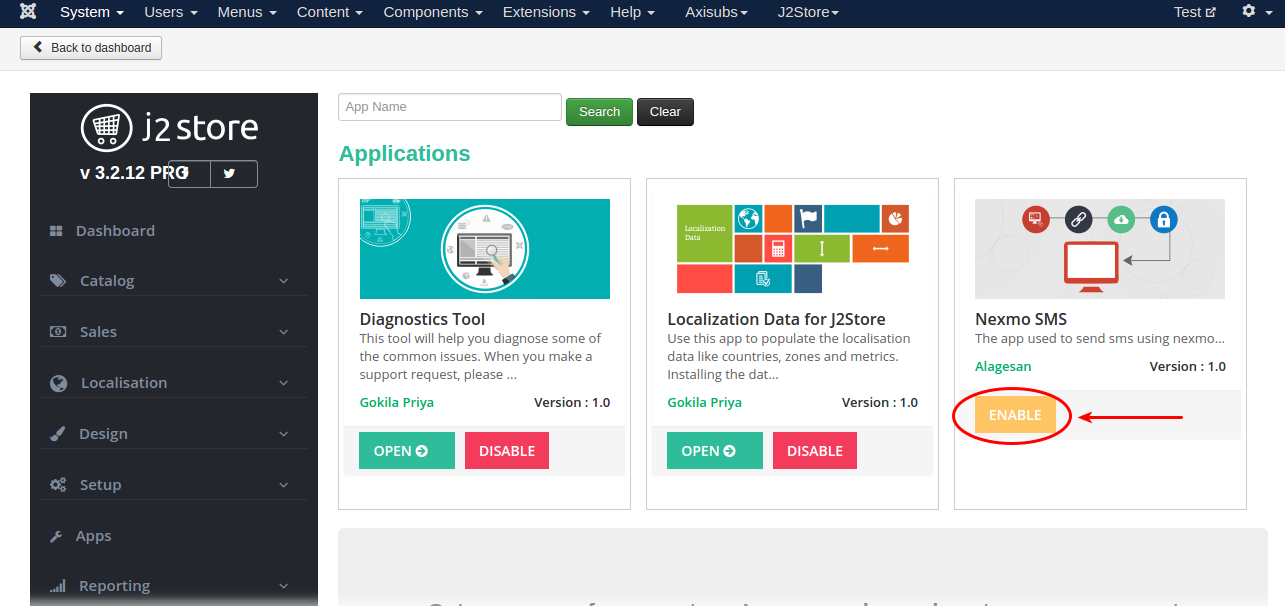 System Users Menus Content Components Extensions Help Axisubs J2Store Test
Back to dashboard
j2store
v 3.2.12 PRO
Dashboard
Catalog
Sales
Localisation
Design
Setup
Apps
Reporting
App Name Search Clear
Applications
Diagnostics Tool
This tool will help you diagnose some of
the common issues. When you make a
support request, please ...
Gokila Priya Version : 1.0
OPEN DISABLE
Localization
Data
Localization Data for J2Store
Use this app to populate the localisation
data like countries, zones and metrics.
Installing the dat...
Gokila Priya Version : 1.0
OPEN DISABLE
Nexmo SMS
The app used to send sms using nexmo...
Alagesan Version : 1.0
ENABLE